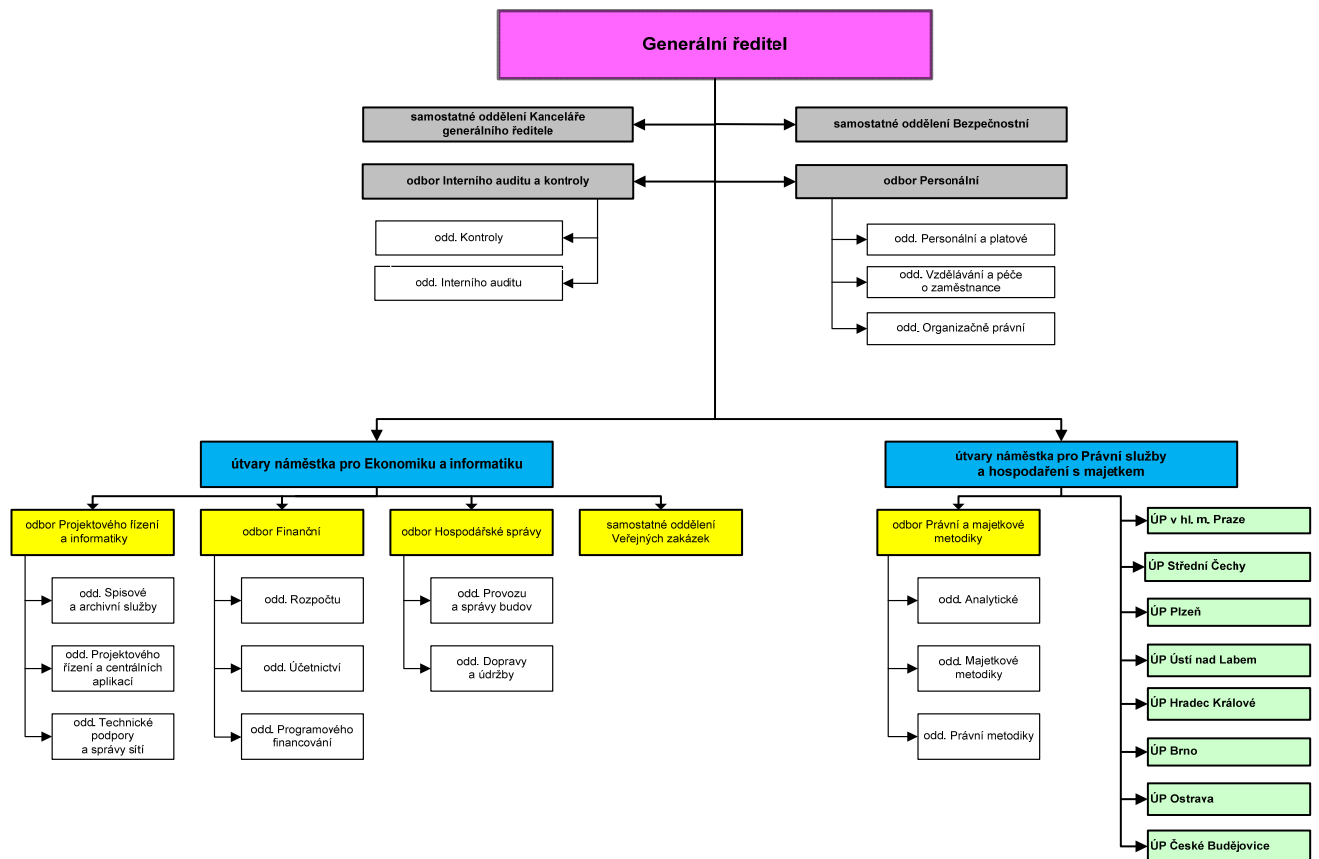 Generální ředitel
samostatné oddělení Kanceláře
generálního ředitele
samostatné oddělení Bezpečnostní
odbor Interního auditu a kontroly
odbor Personální
odd. Kontroly
odd. Interního auditu
odd. Personální a platové
odd. Vzdělávání a péče
o zaměstnance
odd. Organizačně právní
útvary náměstka pro Ekonomiku a informatiku
útvary náměstka pro Právní služby
a hospodaření s majetkem
odbor Projektového řízení
a informatiky
odd. Spisové
a archivní služby
odd. Projektového
řízení a centrálních
aplikací
odd. Technické
podpory
a správy sítí
odbor Finanční
odd. Rozpočtu
odd. Účetnictví
odd. Programového
financování
odbor Hospodářské správy
odd. Provozu
a správy budov
odd. Dopravy
a údržby
samostatné oddělení
Veřejných zakázek
odbor Právní a majetkové
metodiky
odd. Analytické
odd. Majetkové
metodiky
odd. Právní metodiky
ÚP v hl. m. Praze
ÚP Střední Čechy
ÚP Plzeň
ÚP Ústí nad Labem
ÚP Hradec Králové
ÚP Brno
ÚP Ostrava
ÚP České Budějovice